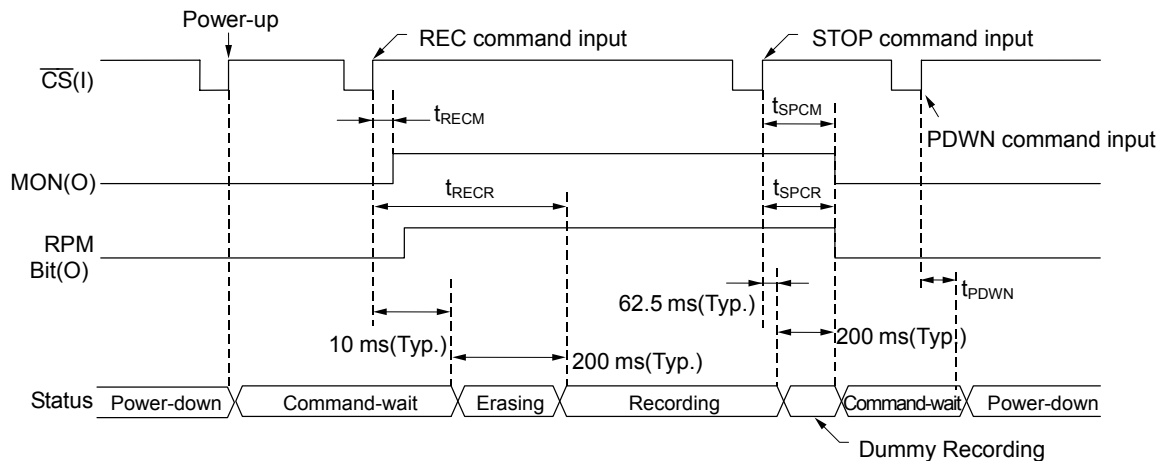 Power-up
REC command input
STOP command input
CS(I)
tRECM
tSPCM
PDWN command input
MON(O)
tRECR
tSPCR
RPM
Bit(O)
tPDWN
62.5 ms(Typ.)
10 ms(Typ.)
200 ms(Typ.)
200 ms(Typ.)
Status
Power-down
Command-wait
Erasing
Recording
Command-wait
Power-down
Dummy Recording